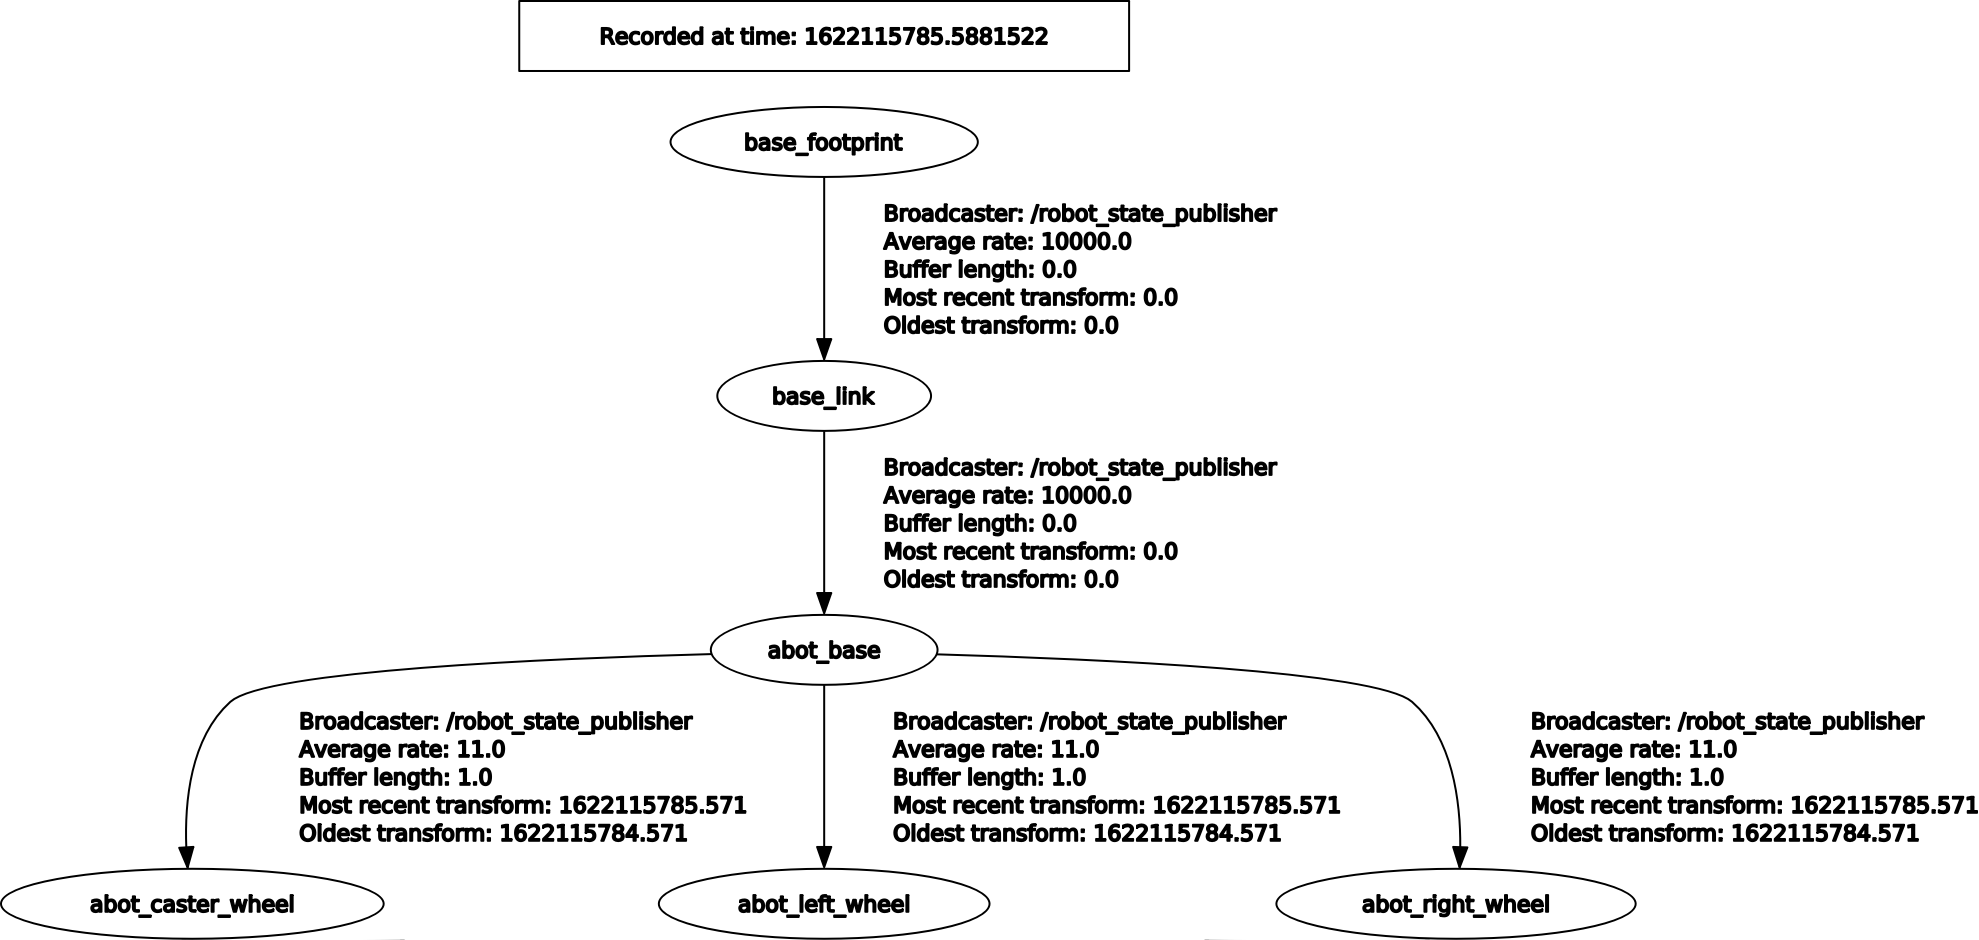 Recorded at time: 1622115785.5881522
base_footprint
Broadcaster: /robot_state_publisher
Average rate: 10000.0
Buffer length: 0.0
Most recent transform: 0.0
Oldest transform: 0.0
base_link
Broadcaster: /robot_state_publisher
Average rate: 10000.0
Buffer length: 0.0
Most recent transform: 0.0
Oldest transform: 0.0
abot_base
Broadcaster: /robot_state_publisher
Average rate: 11.0
Buffer length: 1.0
Most recent transform: 1622115785.571
Oldest transform: 1622115784.571
Broadcaster: /robot_state_publisher
Average rate: 11.0
Buffer length: 1.0
Most recent transform: 1622115785.571
Oldest transform: 1622115784.571
Broadcaster: /robot_state_publisher
Average rate: 11.0
Buffer length: 1.0
Most recent transform: 1622115785.571
Oldest transform: 1622115784.571
abot_caster_wheel
abot_left_wheel
abot_right_wheel